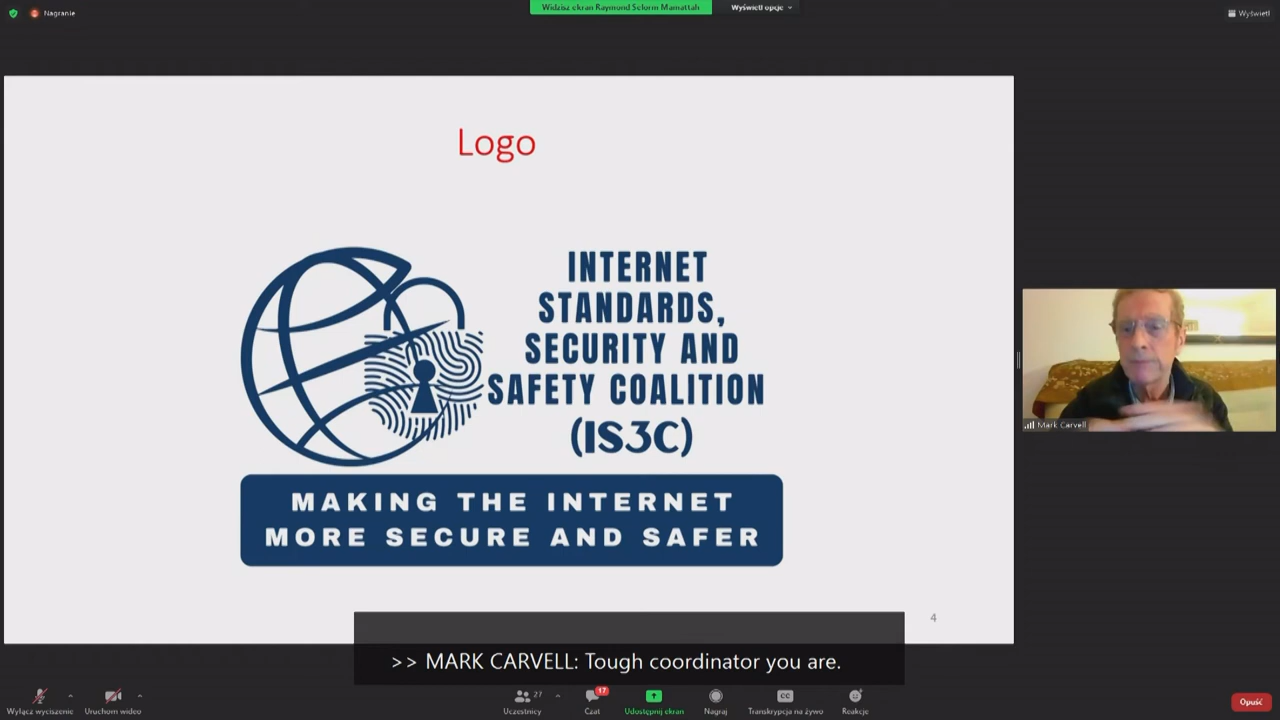 Nagranie
Widzisz ekran Raymond Selorm Mamattah
Wyświetl opcje
Wyświetl
Logo
INTERNET
STANDARDS,
SECURITY AND
SAFETY COALITION
(IS3C)
MAKING THE INTERNET
MORE SECURE AND SAFER
4
Mark Carvell
>> MARK CARVELL: Tough coordinator you are.
Wyłącz wyciszenie
Uruchom wideo
27
Uczestnicy
17
Czat
Udostępnij ekran
Nagraj
CC
Transkrypcja na żywo
Reakcje
Opuść